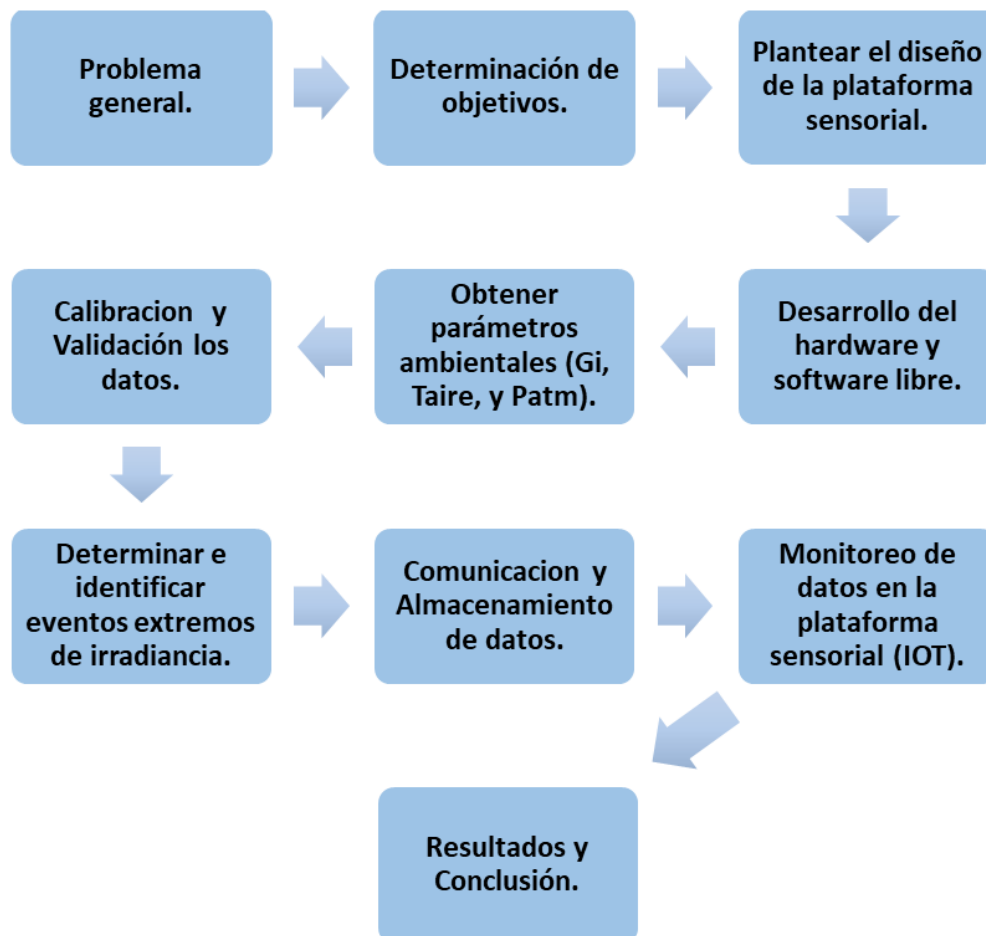 Problema
general.
Determinación de
objetivos.
Plantear el diseño
de la plataforma
sensorial.
Desarrollo del
hardware y
software libre.
Obtener
parámetros
ambientales (Gi,
Taire, y Patm).
Calibracion y
Validación los
datos.
Determinar e
identificar
eventos extremos
de irradiancia.
Comunicacion y
Almacenamiento
de datos.
Monitoreo de
datos en la
plataforma
sensorial (IOT).
Resultados y
Conclusión.